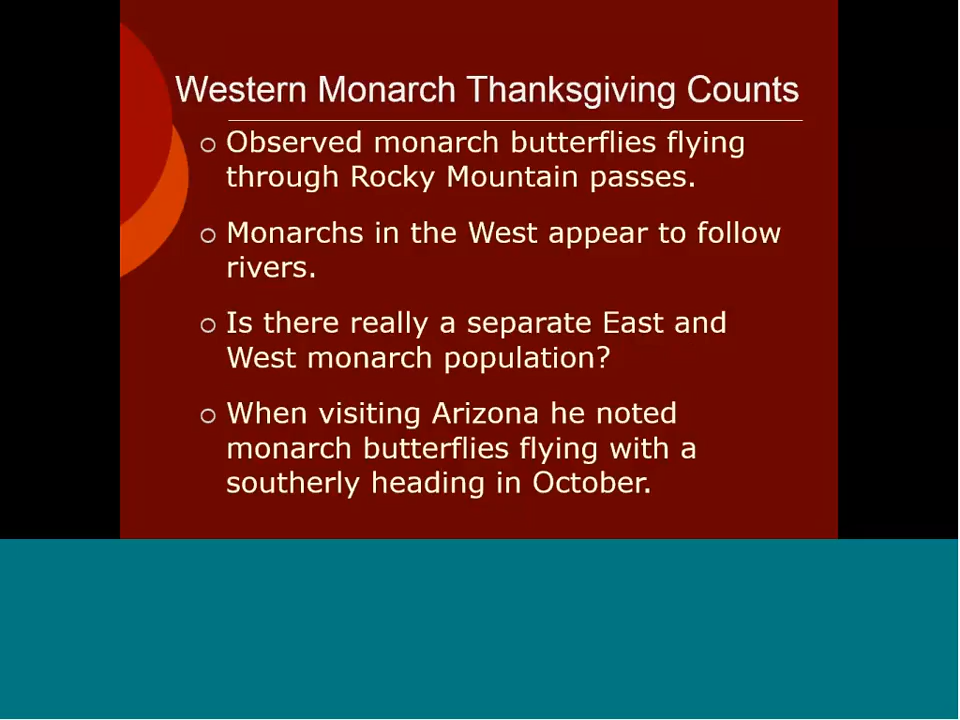 Western Monarch Thanksgiving Counts
Observed monarch butterflies flying
through Rocky Mountain passes.
Monarchs in the West appear to follow
rivers.
Is there really a separate East and
West monarch population?
When visiting Arizona he noted
monarch butterflies flying with a
southerly heading in October.